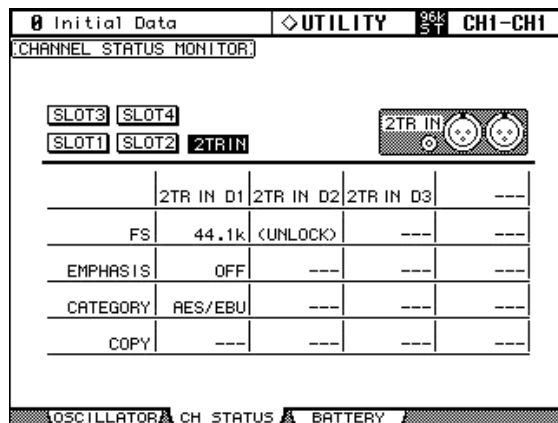 0 Initial Data ◇UTILITY 96k ST CH1-CH1
CHANNEL STATUS MONITOR
SLOT3 SLOT4
SLOT1 SLOT2 2TRIN
2TR IN
2TR IN D1 2TR IN D2 2TR IN D3 ---
FS 44.1k (UNLOCK) --- ---
EMPHASIS OFF --- --- ---
CATEGORY AES/EBU --- --- ---
COPY --- --- --- ---
OSCILLATOR CH STATUS BATTERY